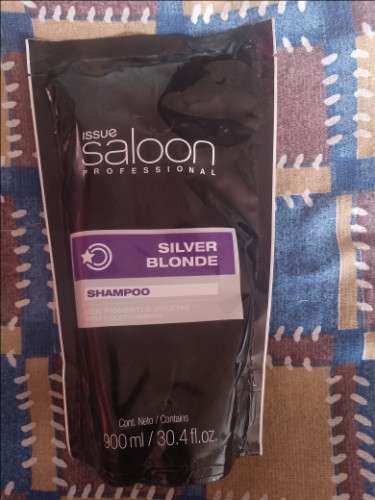 ISSUE
saloon
PROFESSIONAL
SILVER
BLONDE
SHAMPOO
Cont. Neto / Contains
900 ml / 30.4 fl.oz.